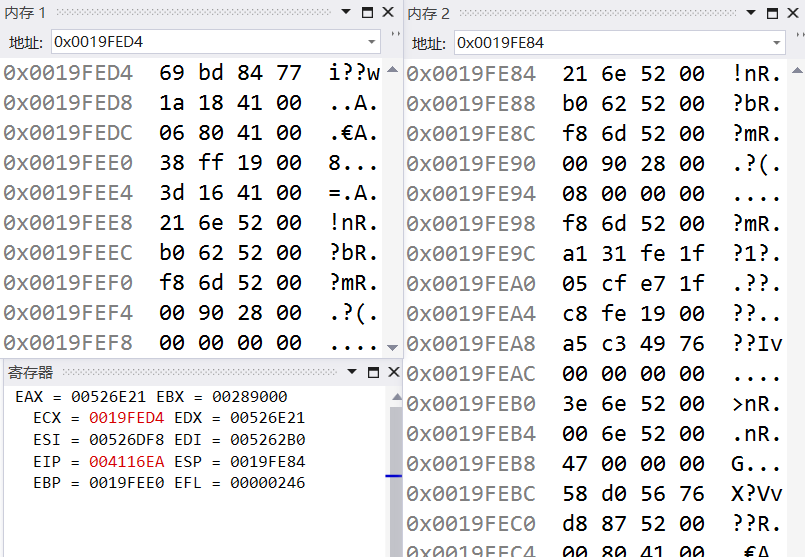 内存 1
地址: 0x0019FED4
0x0019FED4 69 bd 84 77 i??w
0x0019FED8 1a 18 41 00 ..A.
0x0019FEDC 06 80 41 00 .€A.
0x0019FEE0 38 ff 19 00 8...
0x0019FEE4 3d 16 41 00 =.A.
0x0019FEE8 21 6e 52 00 !nR.
0x0019FEEC b0 62 52 00 ?bR.
0x0019FEF0 f8 6d 52 00 ?mR.
0x0019FEF4 00 90 28 00 .?(.
0x0019FEF8 00 00 00 00 ....
寄存器
EAX = 00526E21 EBX = 00289000
ECX = 0019FED4 EDX = 00526E21
ESI = 00526DF8 EDI = 005262B0
EIP = 004116EA ESP = 0019FE84
EBP = 0019FEE0 EFL = 00000246
内存 2
地址: 0x0019FE84
0x0019FE84 21 6e 52 00 !nR.
0x0019FE88 b0 62 52 00 ?bR.
0x0019FE8C f8 6d 52 00 ?mR.
0x0019FE90 00 90 28 00 .?(.
0x0019FE94 08 00 00 00 ....
0x0019FE98 f8 6d 52 00 ?mR.
0x0019FE9C a1 31 fe 1f ?1?.
0x0019FEA0 05 cf e7 1f .??.
0x0019FEA4 c8 fe 19 00 ??..
0x0019FEA8 a5 c3 49 76 ??Iv
0x0019FEAC 00 00 00 00 ....
0x0019FEB0 3e 6e 52 00 >nR.
0x0019FEB4 00 6e 52 00 .nR.
0x0019FEB8 47 00 00 00 G...
0x0019FEBC 58 d0 56 76 X?Vv
0x0019FEC0 d8 87 52 00 ??R.
0x0019FEC4 00 80 41 00 .€A.